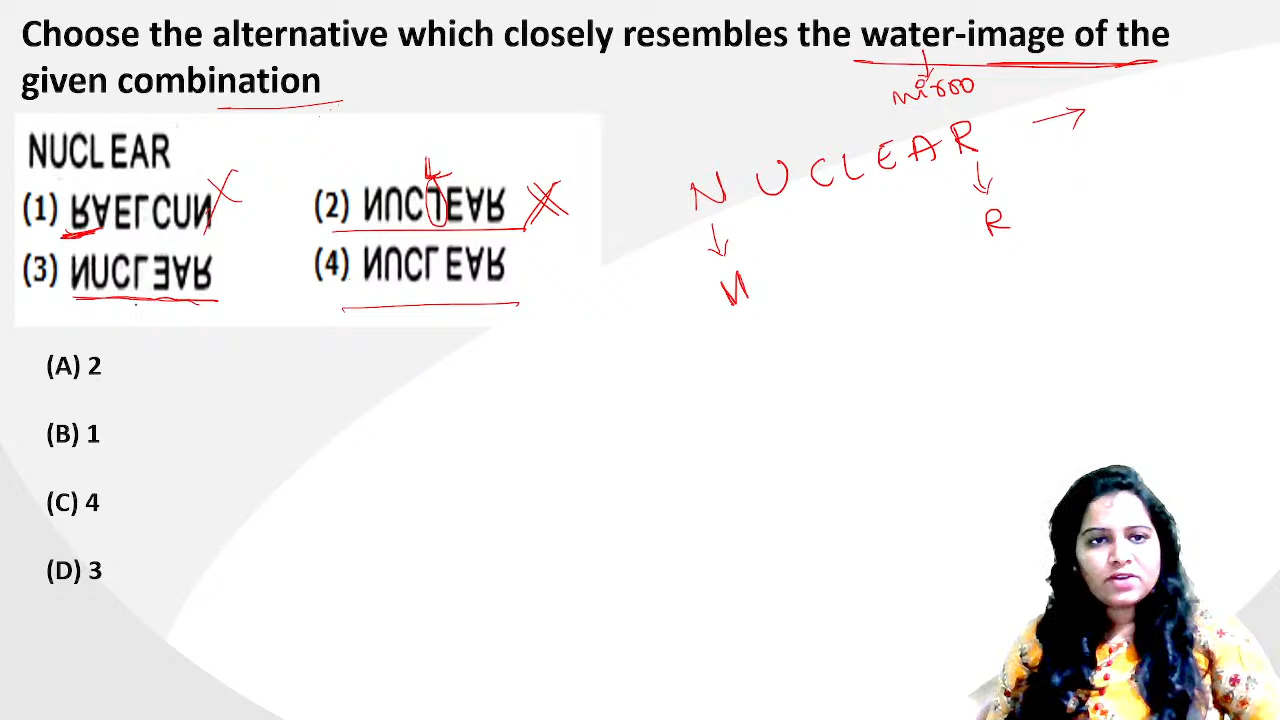 Choose the alternative which closely resembles the water-image of the
given combination
mirro
NUCLEAR
NUCLEAR →
(1) RAELCUN X (2) NUCLEAR X
R
(3) NUCLEAR (4) NUCLEAR
N
(A) 2
(B) 1
(C) 4
(D) 3